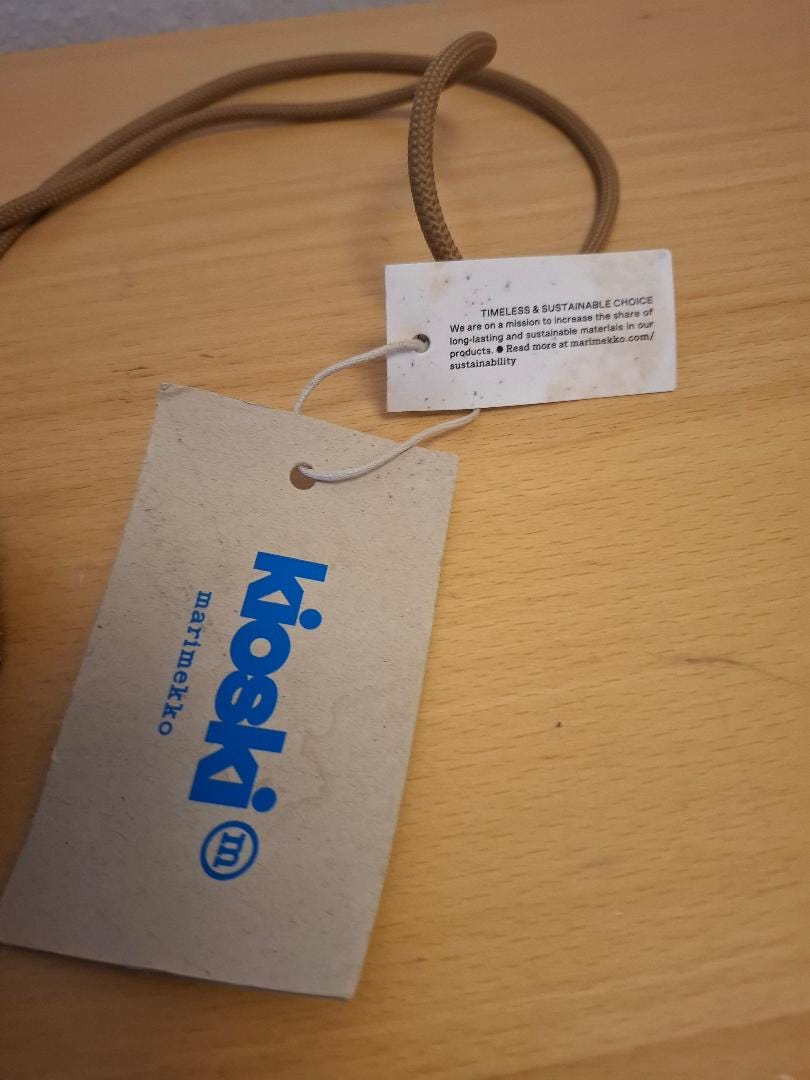 TIMELESS & SUSTAINABLE CHOICE
We are on a mission to increase the share of
long-lasting and sustainable materials in our
products. ● Read more at marimekko.com/
sustainability
kioski
marimekko
m